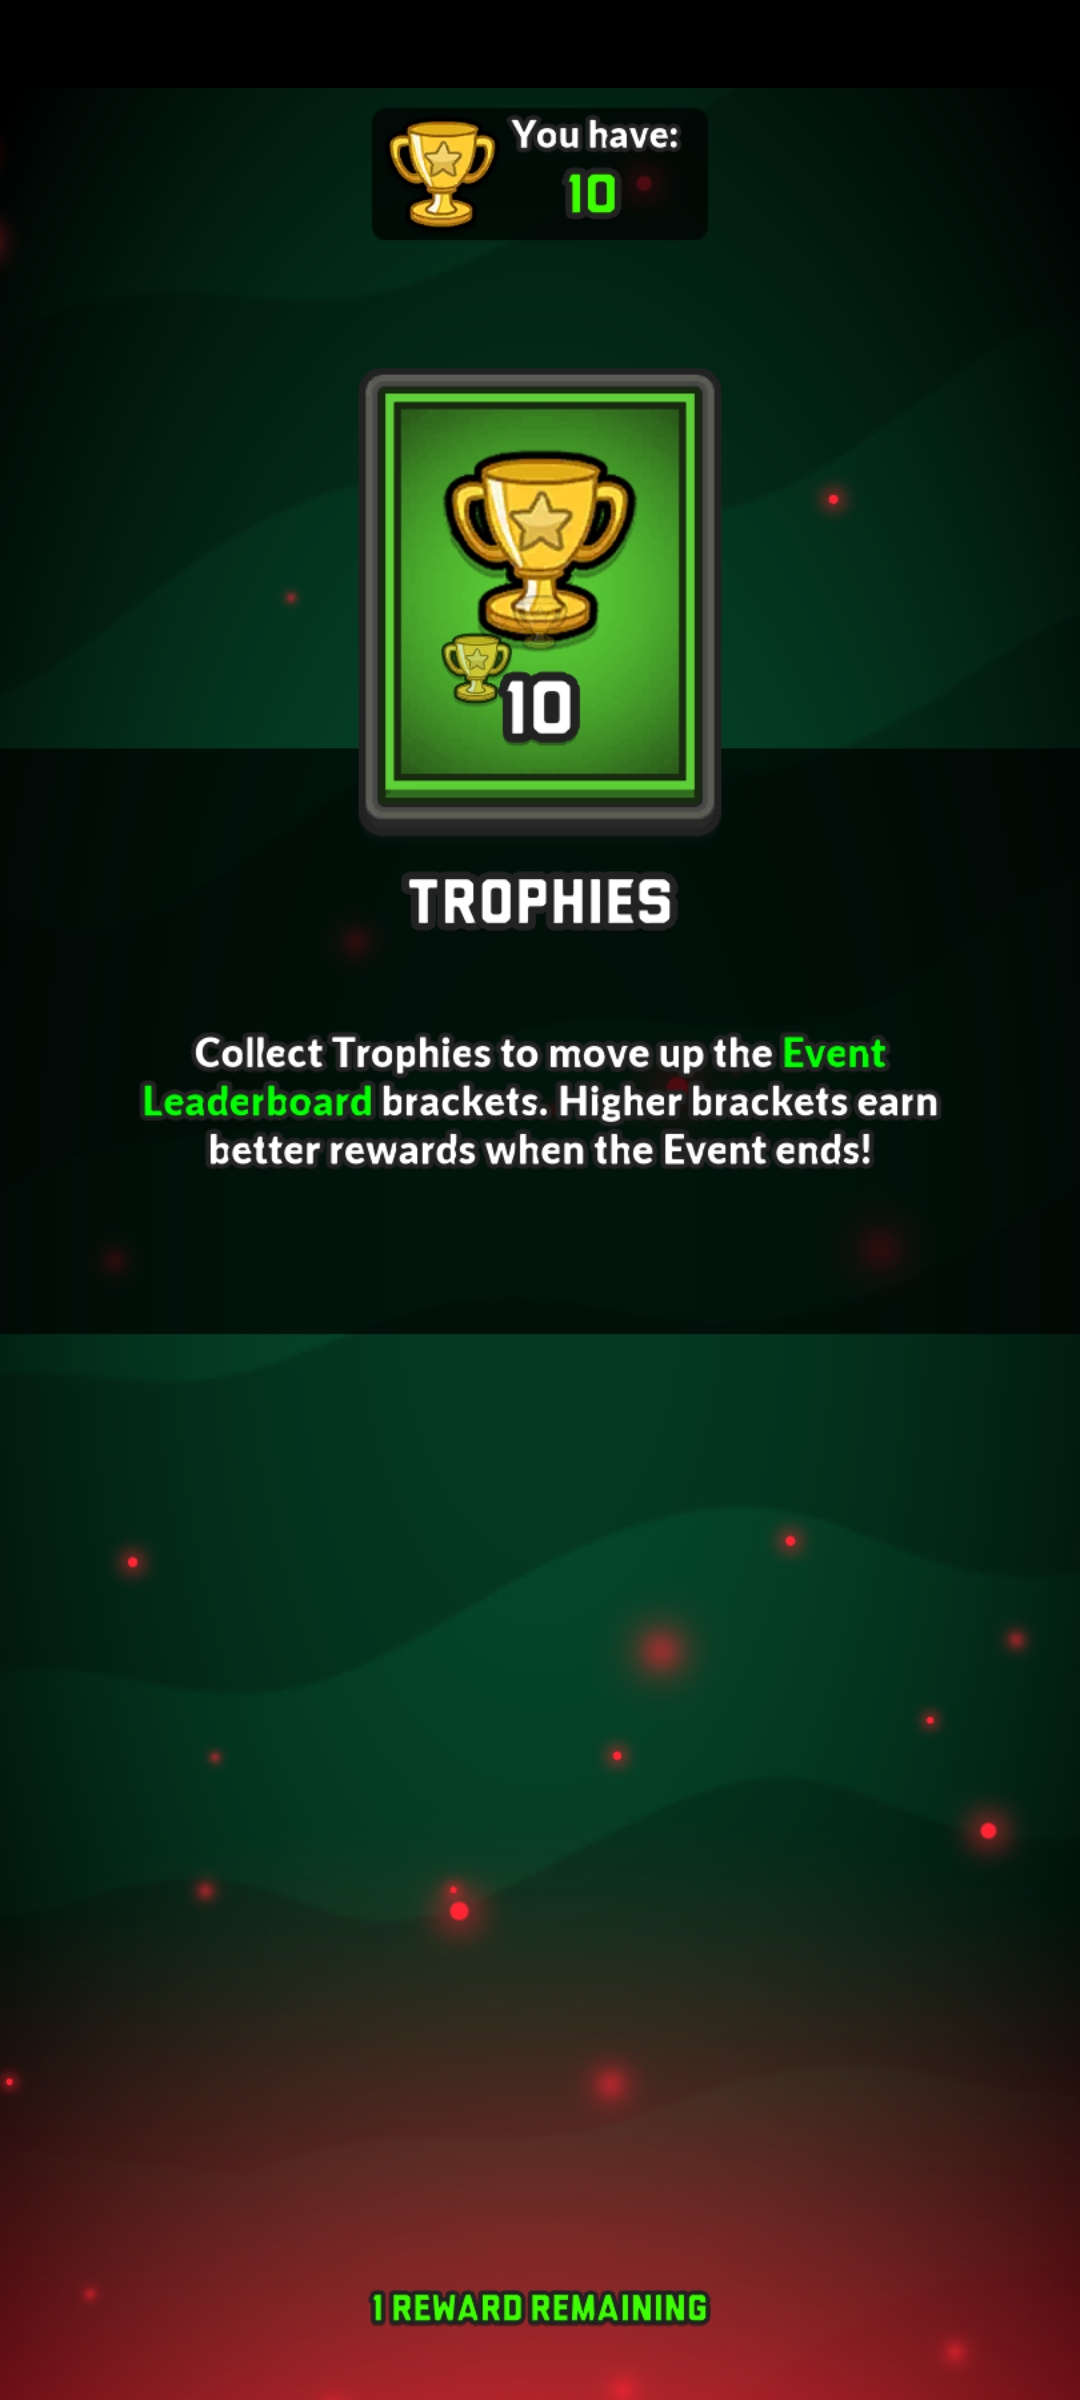 You have:
10
10
TROPHIES
Collect Trophies to move up the Event
Leaderboard brackets. Higher brackets earn
better rewards when the Event ends!
1 REWARD REMAINING